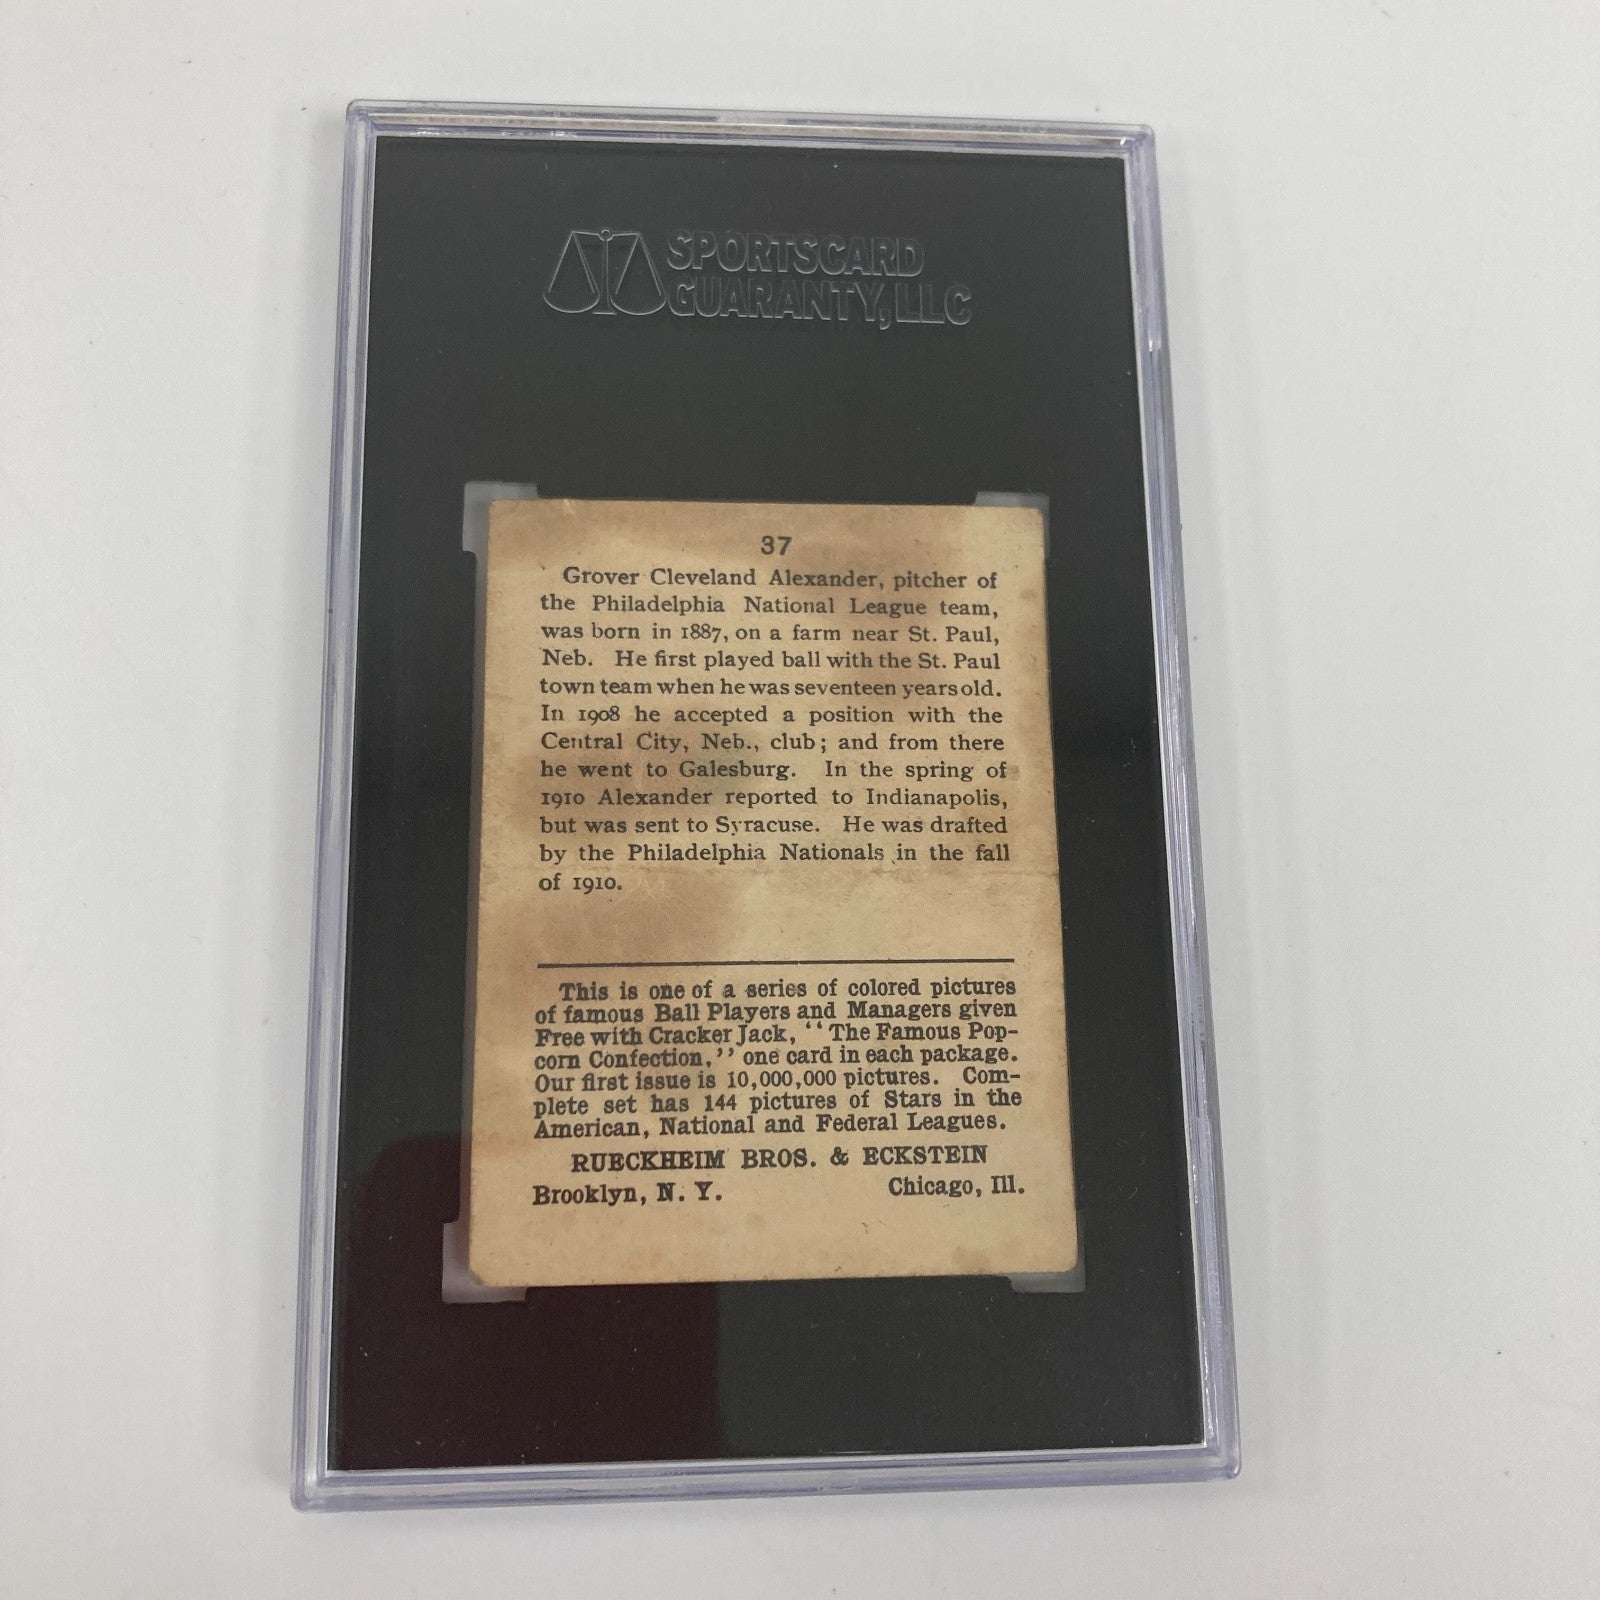 SPORTSCARD
GUARANTY, LLC
37
Grover Cleveland Alexander, pitcher of
the Philadelphia National League team,
was born in 1887, on a farm near St. Paul,
Neb. He first played ball with the St. Paul
town team when he was seventeen years old.
In 1908 he accepted a position with the
Central City, Neb., club; and from there
he went to Galesburg. In the spring of
1910 Alexander reported to Indianapolis,
but was sent to Syracuse. He was drafted
by the Philadelphia Nationals in the fall
of 1910.
This is one of a series of colored pictures
of famous Ball Players and Managers given
Free with Cracker Jack, "The Famous Pop-
corn Confection," one card in each package.
Our first issue is 10,000,000 pictures. Com-
plete set has 144 pictures of Stars in the
American, National and Federal Leagues.
RUECKHEIM BROS. & ECKSTEIN
Brooklyn, N. Y. Chicago, Ill.